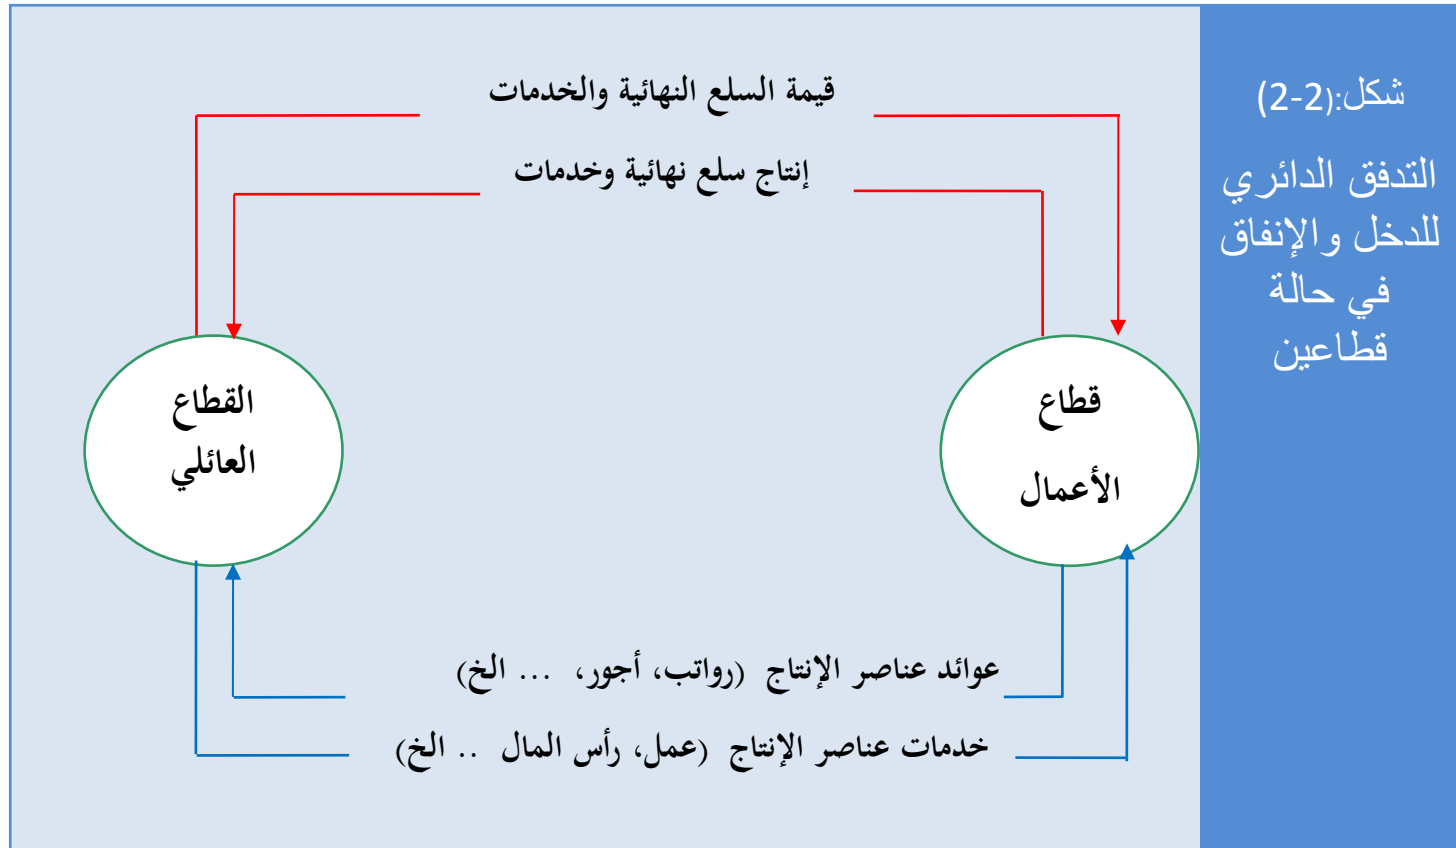 شكل:(2-2)
التدفق الدائري
للدخل والإنفاق
في حالة
قطاعين
قيمة السلع النهائية والخدمات
إنتاج سلع نهائية وخدمات
قطاع
الأعمال
القطاع
العائلي
عوائد عناصر الإنتاج (رواتب، أجور، ... الخ)
خدمات عناصر الإنتاج (عمل، رأس المال .. الخ)